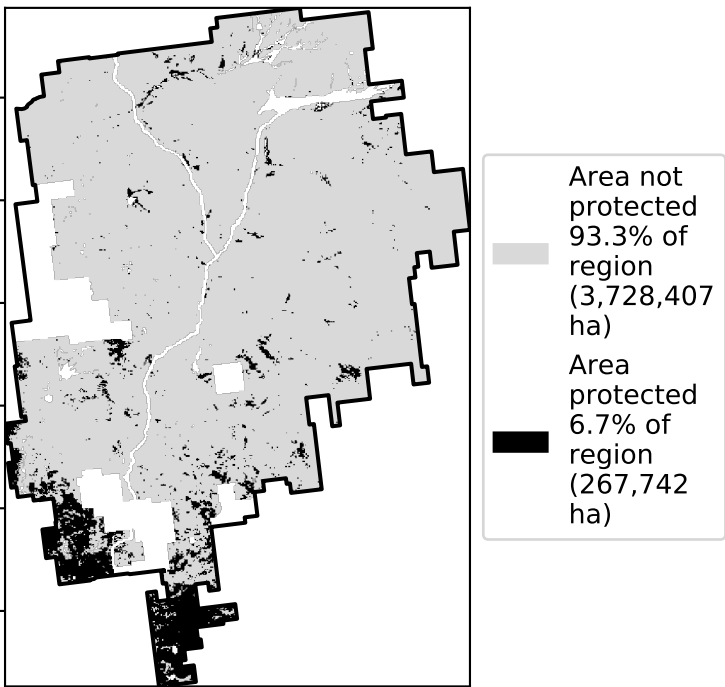 Area not
protected
93.3% of
region
(3,728,407
ha)
Area
protected
6.7% of
region
(267,742
ha)